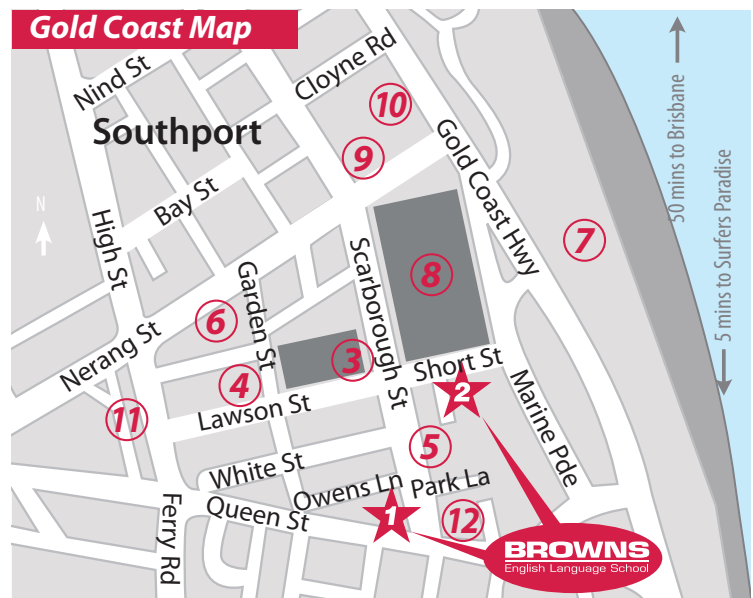 Gold Coast Map
Nind St
Cloyne Rd
10
Southport
9
Gold Coast Hwy
50 mins to Brisbane
Bay St
N
High St
7
Scarborough St
8
Garden St
5 mins to Surfers Paradise
6
Nerang St
3
Short St
4
2
Lawson St
Marine Pde
11
5
White St
Owens Ln
Park La
Queen St
1
12
Ferry Rd
BROWNS
English Language School